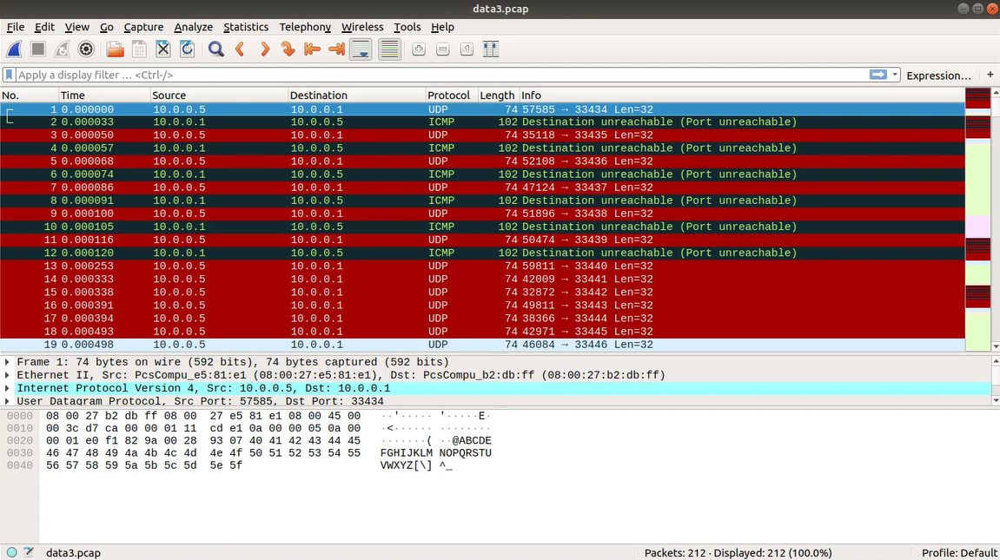 data3.pcap
File Edit View Go Capture Analyze Statistics Telephony Wireless Tools Help
Apply a display filter … <Ctrl-/> Expression… +
No. Time Source Destination Protocol Length Info
1 0.000000 10.0.0.5 10.0.0.1 UDP 74 57585 → 33434 Len=32
2 0.000033 10.0.0.1 10.0.0.5 ICMP 102 Destination unreachable (Port unreachable)
3 0.000050 10.0.0.5 10.0.0.1 UDP 74 35118 → 33435 Len=32
4 0.000057 10.0.0.1 10.0.0.5 ICMP 102 Destination unreachable (Port unreachable)
5 0.000068 10.0.0.5 10.0.0.1 UDP 74 52108 → 33436 Len=32
6 0.000074 10.0.0.1 10.0.0.5 ICMP 102 Destination unreachable (Port unreachable)
7 0.000086 10.0.0.5 10.0.0.1 UDP 74 47124 → 33437 Len=32
8 0.000091 10.0.0.1 10.0.0.5 ICMP 102 Destination unreachable (Port unreachable)
9 0.000100 10.0.0.5 10.0.0.1 UDP 74 51896 → 33438 Len=32
10 0.000105 10.0.0.1 10.0.0.5 ICMP 102 Destination unreachable (Port unreachable)
11 0.000116 10.0.0.5 10.0.0.1 UDP 74 50474 → 33439 Len=32
12 0.000120 10.0.0.1 10.0.0.5 ICMP 102 Destination unreachable (Port unreachable)
13 0.000253 10.0.0.5 10.0.0.1 UDP 74 59811 → 33440 Len=32
14 0.000333 10.0.0.5 10.0.0.1 UDP 74 42009 → 33441 Len=32
15 0.000338 10.0.0.5 10.0.0.1 UDP 74 32872 → 33442 Len=32
16 0.000391 10.0.0.5 10.0.0.1 UDP 74 49811 → 33443 Len=32
17 0.000394 10.0.0.5 10.0.0.1 UDP 74 38366 → 33444 Len=32
18 0.000493 10.0.0.5 10.0.0.1 UDP 74 42971 → 33445 Len=32
19 0.000498 10.0.0.5 10.0.0.1 UDP 74 46084 → 33446 Len=32
Frame 1: 74 bytes on wire (592 bits), 74 bytes captured (592 bits)
Ethernet II, Src: PcsCompu_e5:81:e1 (08:00:27:e5:81:e1), Dst: PcsCompu_b2:db:ff (08:00:27:b2:db:ff)
Internet Protocol Version 4, Src: 10.0.0.5, Dst: 10.0.0.1
User Datagram Protocol, Src Port: 57585, Dst Port: 33434
0000 08 00 27 b2 db ff 08 00 27 e5 81 e1 08 00 45 00 ··'····· '·····E·
0010 00 3c d7 ca 00 00 01 11 cd e1 0a 00 00 05 0a 00 ·<······ ········
0020 00 01 e0 f1 82 9a 00 28 93 07 40 41 42 43 44 45 ·······( ··@ABCDE
0030 46 47 48 49 4a 4b 4c 4d 4e 4f 50 51 52 53 54 55 FGHIJKLM NOPQRSTU
0040 56 57 58 59 5a 5b 5c 5d 5e 5f VWXYZ[\] ^_
data3.pcap Packets: 212 · Displayed: 212 (100.0%) Profile: Default